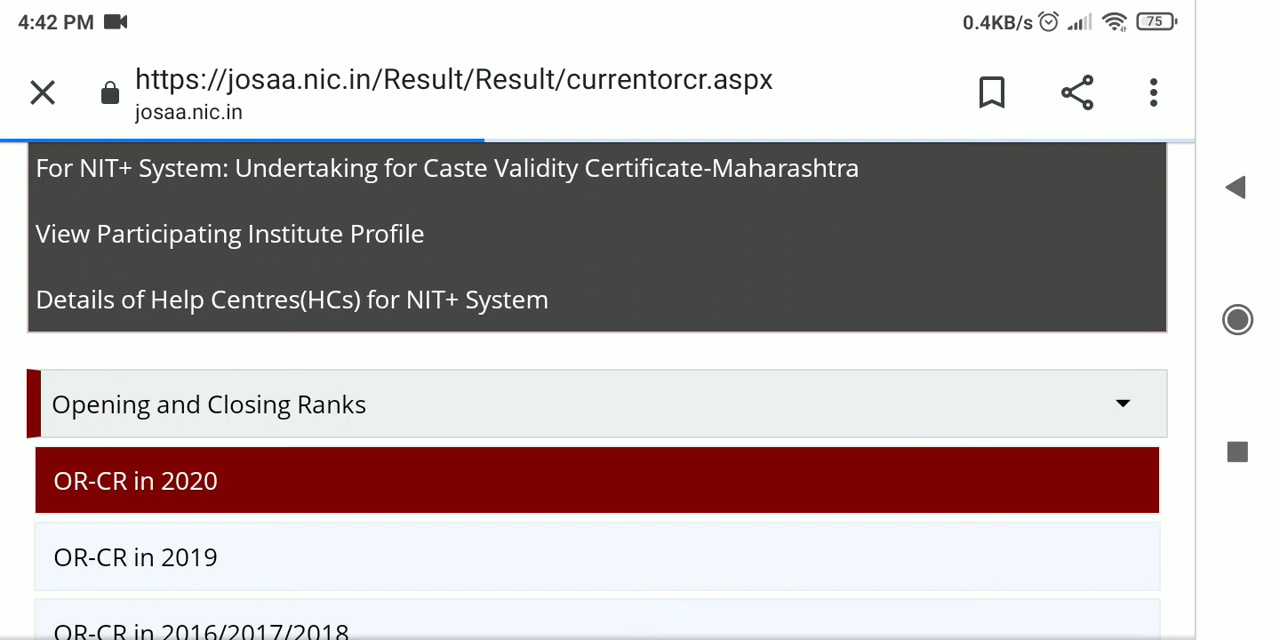 4:42 PM
0.4KB/s
75
https://josaa.nic.in/Result/Result/currentorcr.aspx
josaa.nic.in
For NIT+ System: Undertaking for Caste Validity Certificate-Maharashtra
View Participating Institute Profile
Details of Help Centres(HCs) for NIT+ System
Opening and Closing Ranks
OR-CR in 2020
OR-CR in 2019
OR-CR in 2016/2017/2018